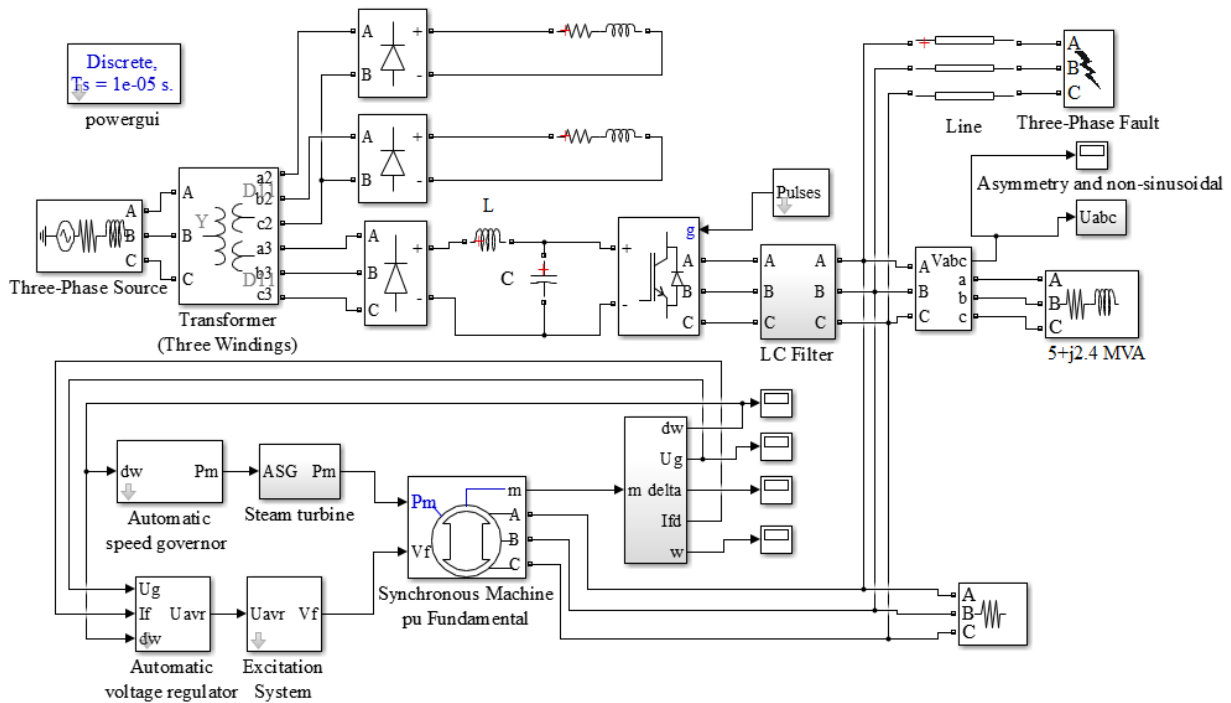 Discrete,
Ts = 1e-05 s.
powergui
A
B
C
Three-Phase Source
A
B
C
Y
D11
D11
a2
b2
c2
a3
b3
c3
Transformer
(Three Windings)
A
B
+
-
A
B
+
-
A
B
C
+
-
L
C
+
-
g
A
B
C
Pulses
A
B
C
A
B
C
LC Filter
Line
A
B
C
Three-Phase Fault
Asymmetry and non-sinusoidal
Uabc
A
B
C
Vabc
a
b
c
A
B
C
5+j2.4 MVA
dw
Pm
Automatic
speed governor
ASG
Pm
Steam turbine
Pm
Vf
m
A
B
C
Synchronous Machine
pu Fundamental
m
dw
Ug
delta
Ifd
w
Ug
If
dw
Uavr
Automatic
voltage regulator
Uavr
Vf
Excitation
System
A
B
C